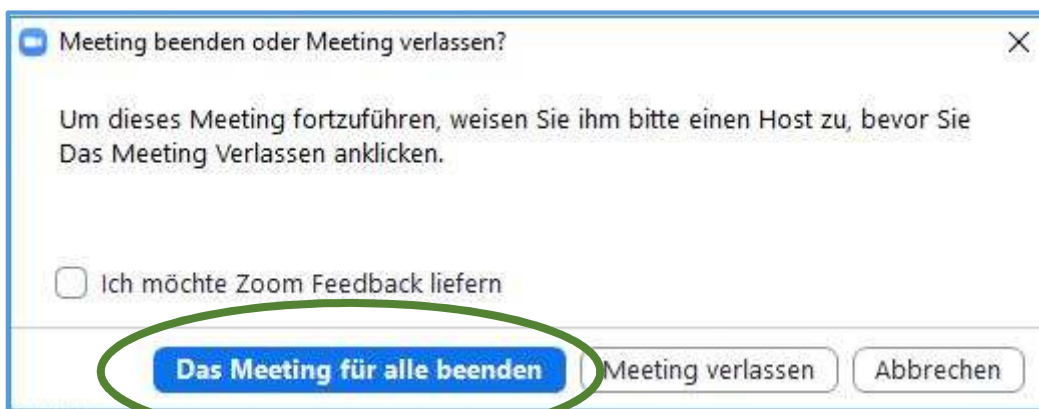 Meeting beenden oder Meeting verlassen?
Um dieses Meeting fortzuführen, weisen Sie ihm bitte einen Host zu, bevor Sie
Das Meeting Verlassen anklicken.
Ich möchte Zoom Feedback liefern
Das Meeting für alle beenden Meeting verlassen Abbrechen